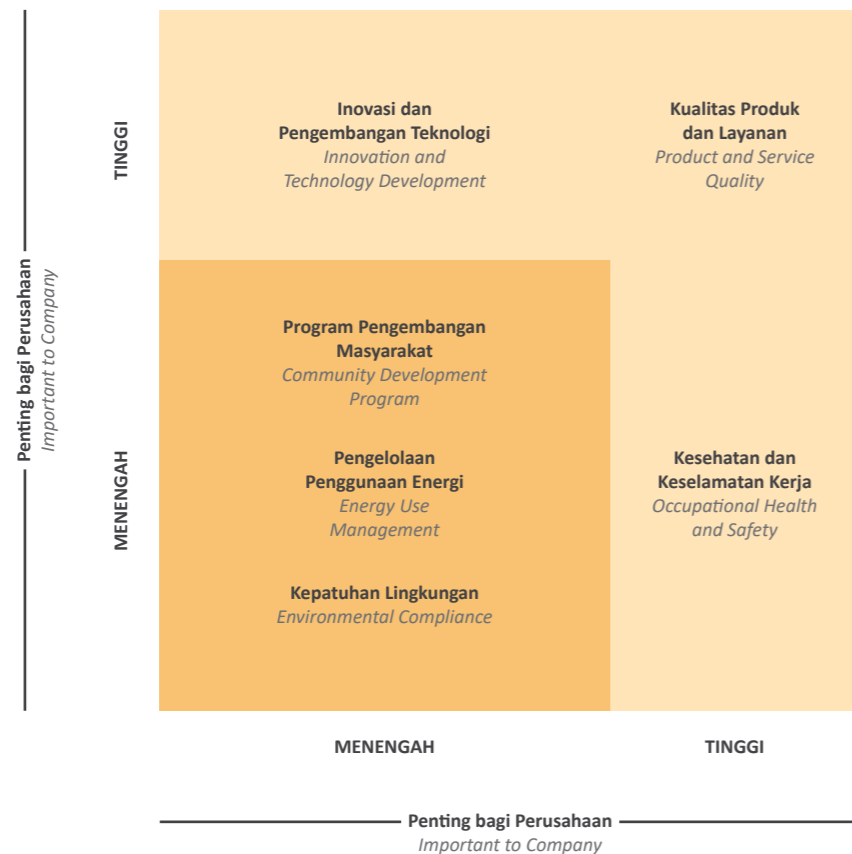 Penting bagi Perusahaan
Important to Company
TINGGI
MENENGAH
Inovasi dan
Pengembangan Teknologi
Innovation and
Technology Development
Kualitas Produk
dan Layanan
Product and Service
Quality
Program Pengembangan
Masyarakat
Community Development
Program
Pengelolaan
Penggunaan Energi
Energy Use
Management
Kepatuhan Lingkungan
Environmental Compliance
Kesehatan dan
Keselamatan Kerja
Occupational Health
and Safety
MENENGAH
TINGGI
Penting bagi Perusahaan
Important to Company